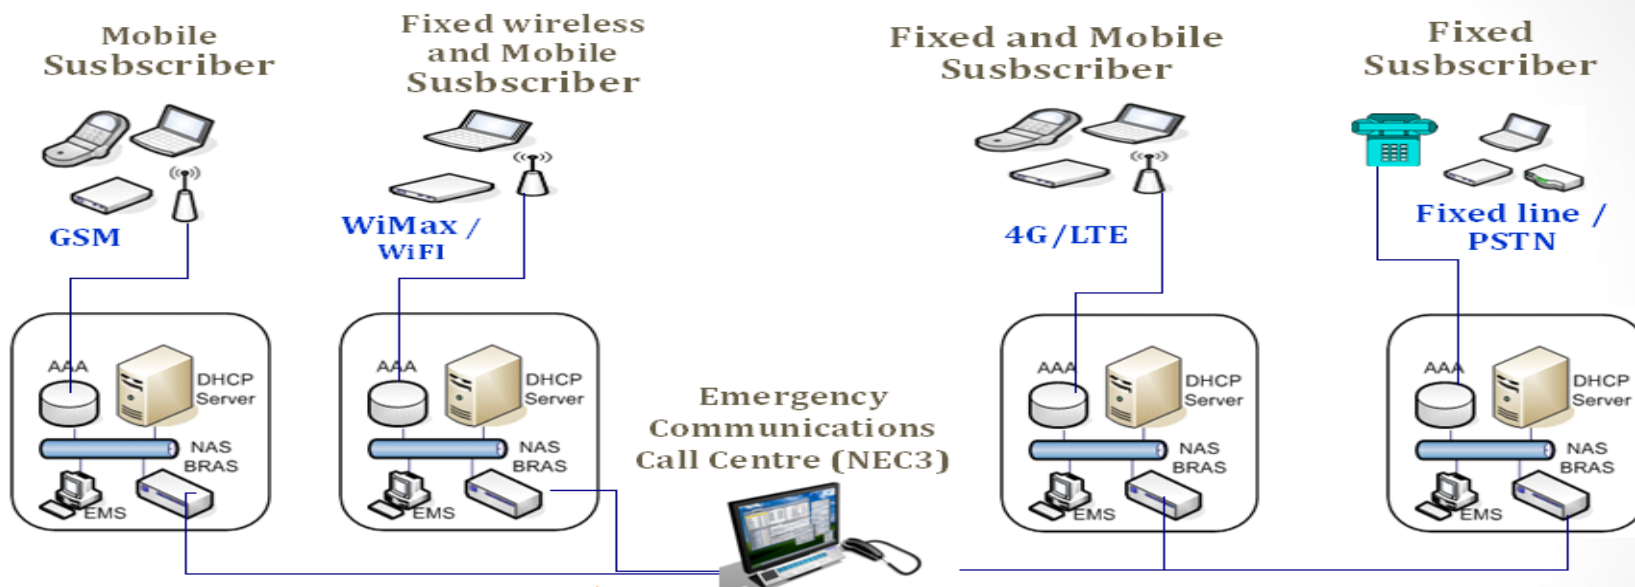 Mobile
Susbscriber
Fixed wireless
and Mobile
Susbscriber
Fixed and Mobile
Susbscriber
Fixed
Susbscriber
GSM
WiMax /
WiFI
4G/LTE
Fixed line /
PSTN
AAA
DHCP
Server
NAS
BRAS
EMS
AAA
DHCP
Server
NAS
BRAS
EMS
Emergency
Communications
Call Centre (NEC3)
AAA
DHCP
Server
NAS
BRAS
EMS
AAA
DHCP
Server
NAS
BRAS
EMS